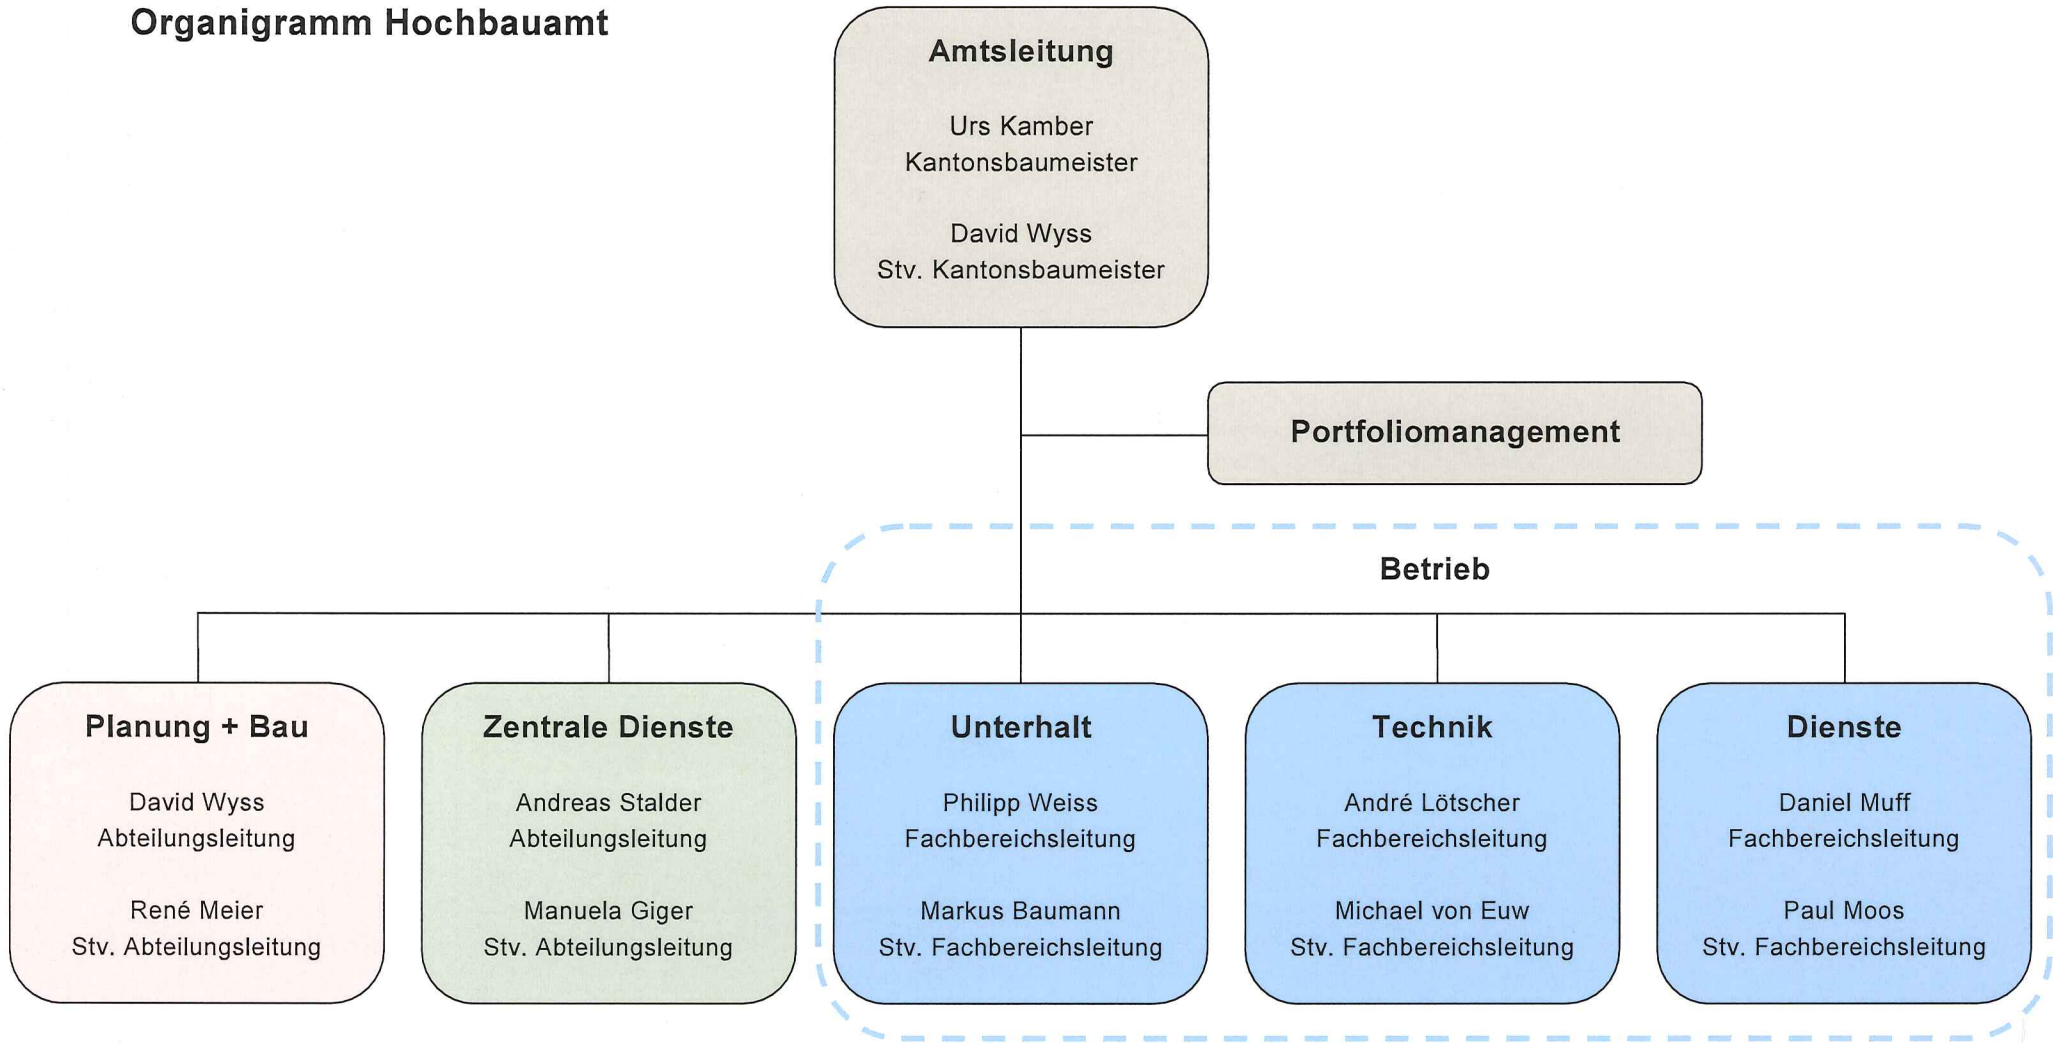 Organigramm Hochbauamt
Amtsleitung
Urs Kamber
Kantonsbaumeister
David Wyss
Stv. Kantonsbaumeister
Portfoliomanagement
Betrieb
Planung + Bau
David Wyss
Abteilungsleitung
René Meier
Stv. Abteilungsleitung
Zentrale Dienste
Andreas Stalder
Abteilungsleitung
Manuela Giger
Stv. Abteilungsleitung
Unterhalt
Philipp Weiss
Fachbereichsleitung
Markus Baumann
Stv. Fachbereichsleitung
Technik
André Lötscher
Fachbereichsleitung
Michael von Euw
Stv. Fachbereichsleitung
Dienste
Daniel Muff
Fachbereichsleitung
Paul Moos
Stv. Fachbereichsleitung